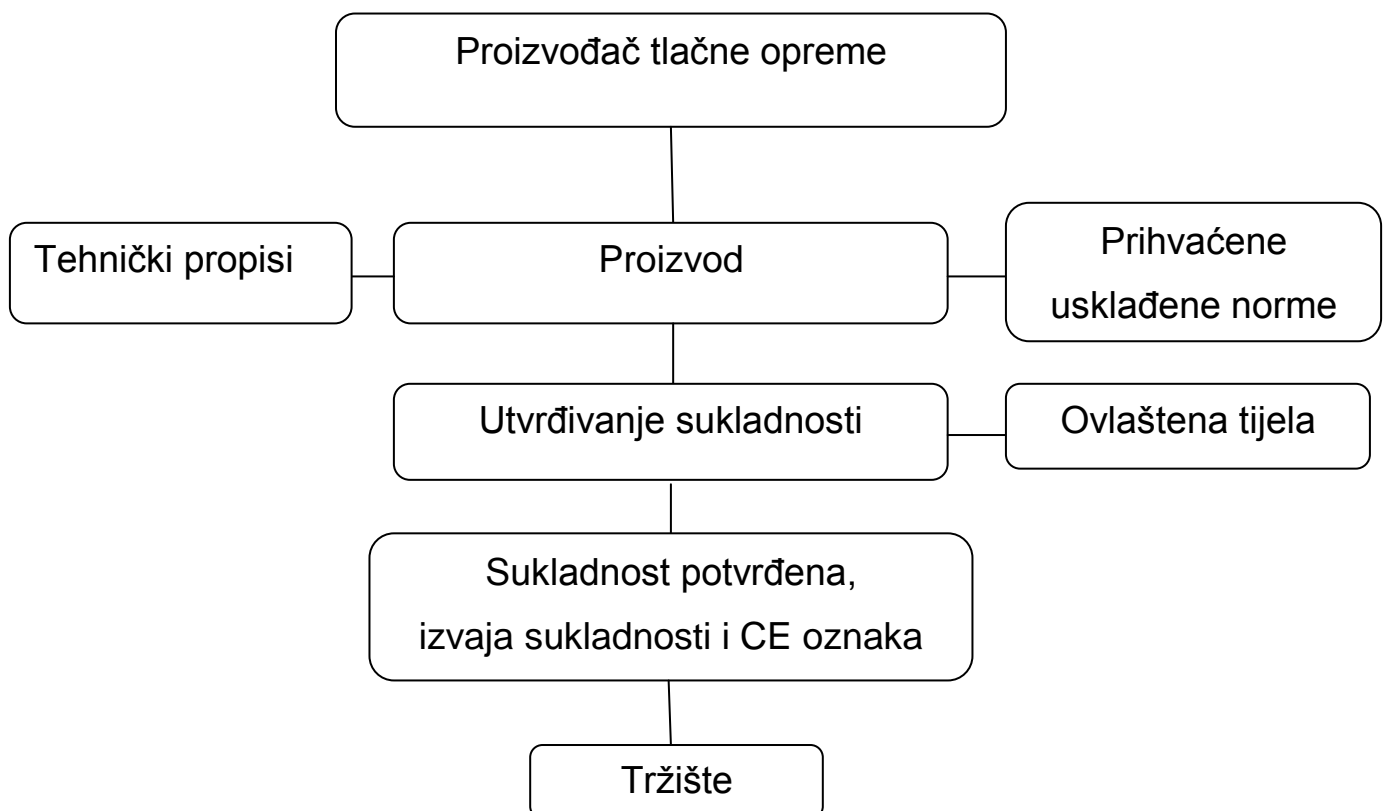 Proizvođač tlačne opreme
Tehnički propisi
Proizvod
Prihvaćene
usklađene norme
Utvrđivanje sukladnosti
Ovlaštena tijela
Sukladnost potvrđena,
izvaja sukladnosti i CE oznaka
Tržište